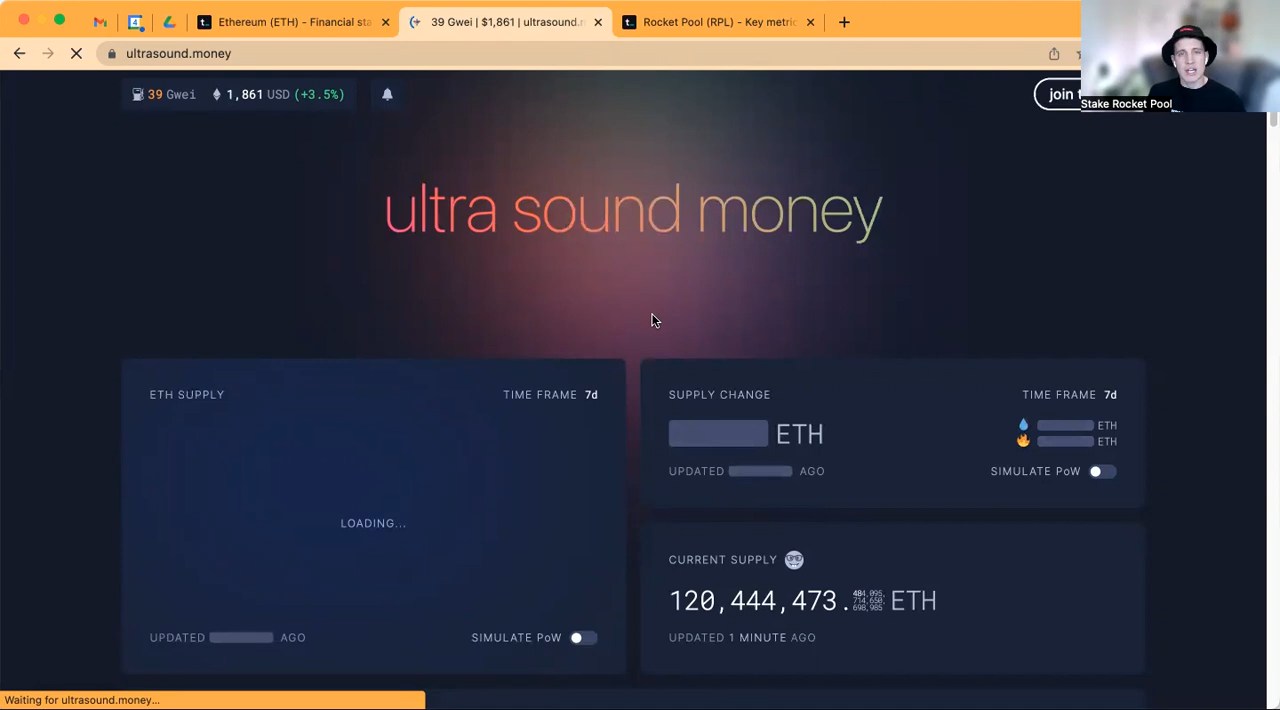 Ethereum (ETH) - Financial sta
39 Gwei | $1,861 | ultrasound.m
Rocket Pool (RPL) - Key metric
ultrasound.money
39 Gwei
1,861 USD (+3.5%)
join t
Stake Rocket Pool
ultra sound money
ETH SUPPLY
TIME FRAME 7d
LOADING...
UPDATED AGO
SIMULATE PoW
SUPPLY CHANGE
TIME FRAME 7d
ETH
ETH
ETH
UPDATED AGO
SIMULATE PoW
CURRENT SUPPLY
120,444,473.
ETH
UPDATED 1 MINUTE AGO
Waiting for ultrasound.money...